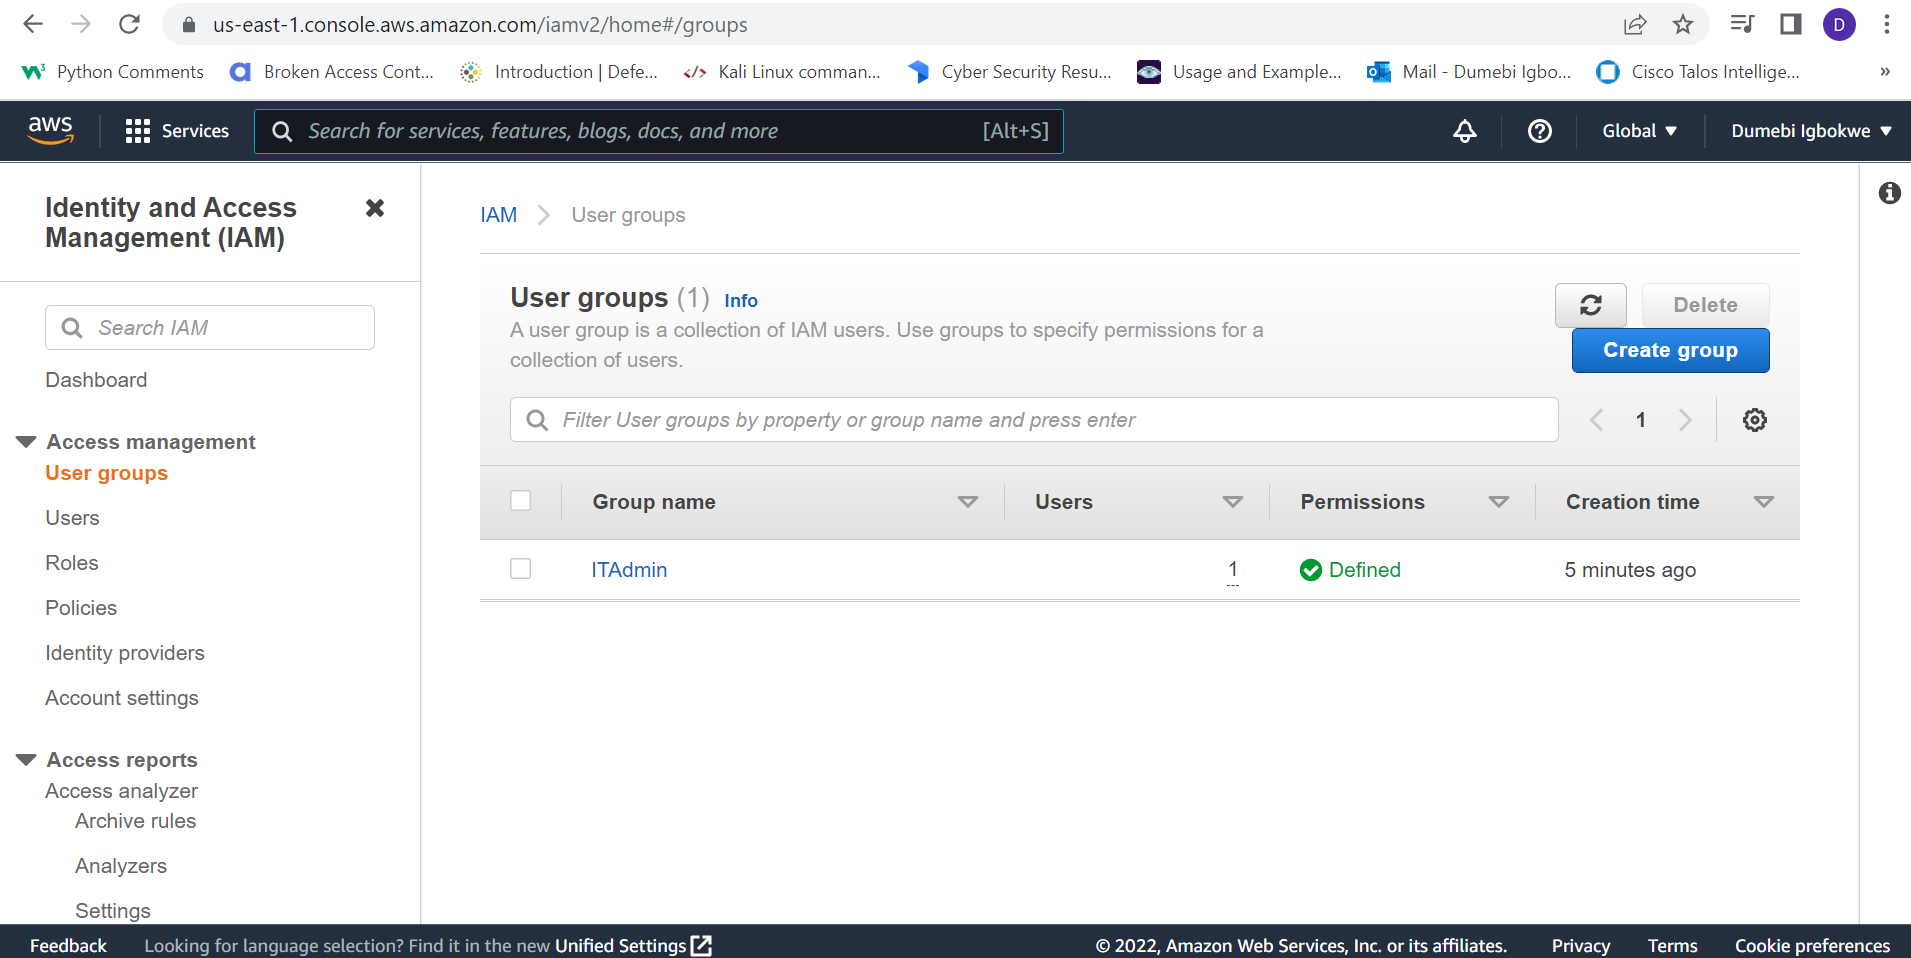 us-east-1.console.aws.amazon.com/iamv2/home#/groups
D
Python Comments
Broken Access Cont...
Introduction | Defe...
Kali Linux comman...
Cyber Security Resu...
Usage and Example...
Mail - Dumebi Igbo...
Cisco Talos Intellige...
»
aws
Services
Search for services, features, blogs, docs, and more
[Alt+S]
Global
Dumebi Igbokwe
Identity and Access
Management (IAM)
Search IAM
Dashboard
Access management
User groups
Users
Roles
Policies
Identity providers
Account settings
Access reports
Access analyzer
Archive rules
Analyzers
Settings
IAM
User groups
User groups (1) Info
A user group is a collection of IAM users. Use groups to specify permissions for a
collection of users.
Delete
Create group
Filter User groups by property or group name and press enter
1
Group name
Users
Permissions
Creation time
ITAdmin
1
Defined
5 minutes ago
Feedback
Looking for language selection? Find it in the new Unified Settings
© 2022, Amazon Web Services, Inc. or its affiliates.
Privacy
Terms
Cookie preferences